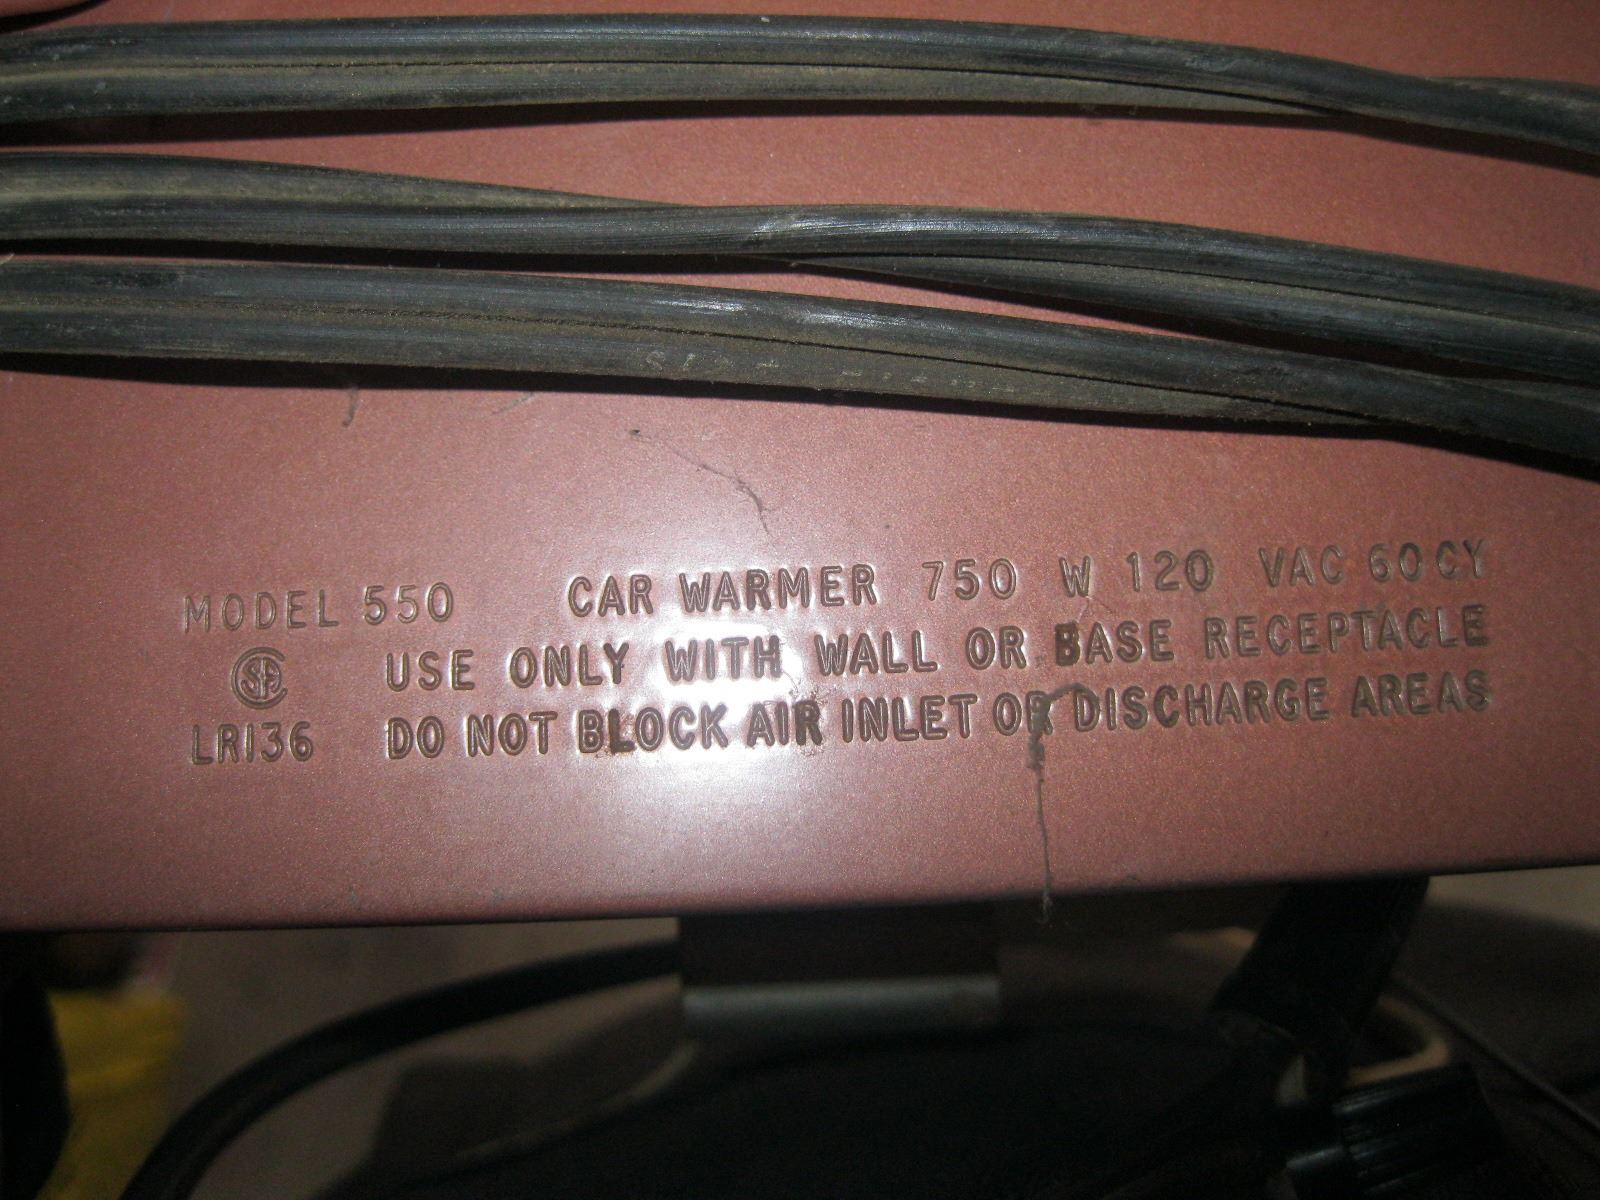 MODEL 550 CAR WARMER 750 W 120 VAC 60 CY
USE ONLY WITH WALL OR BASE RECEPTACLE
LR136 DO NOT BLOCK AIR INLET OR DISCHARGE AREAS